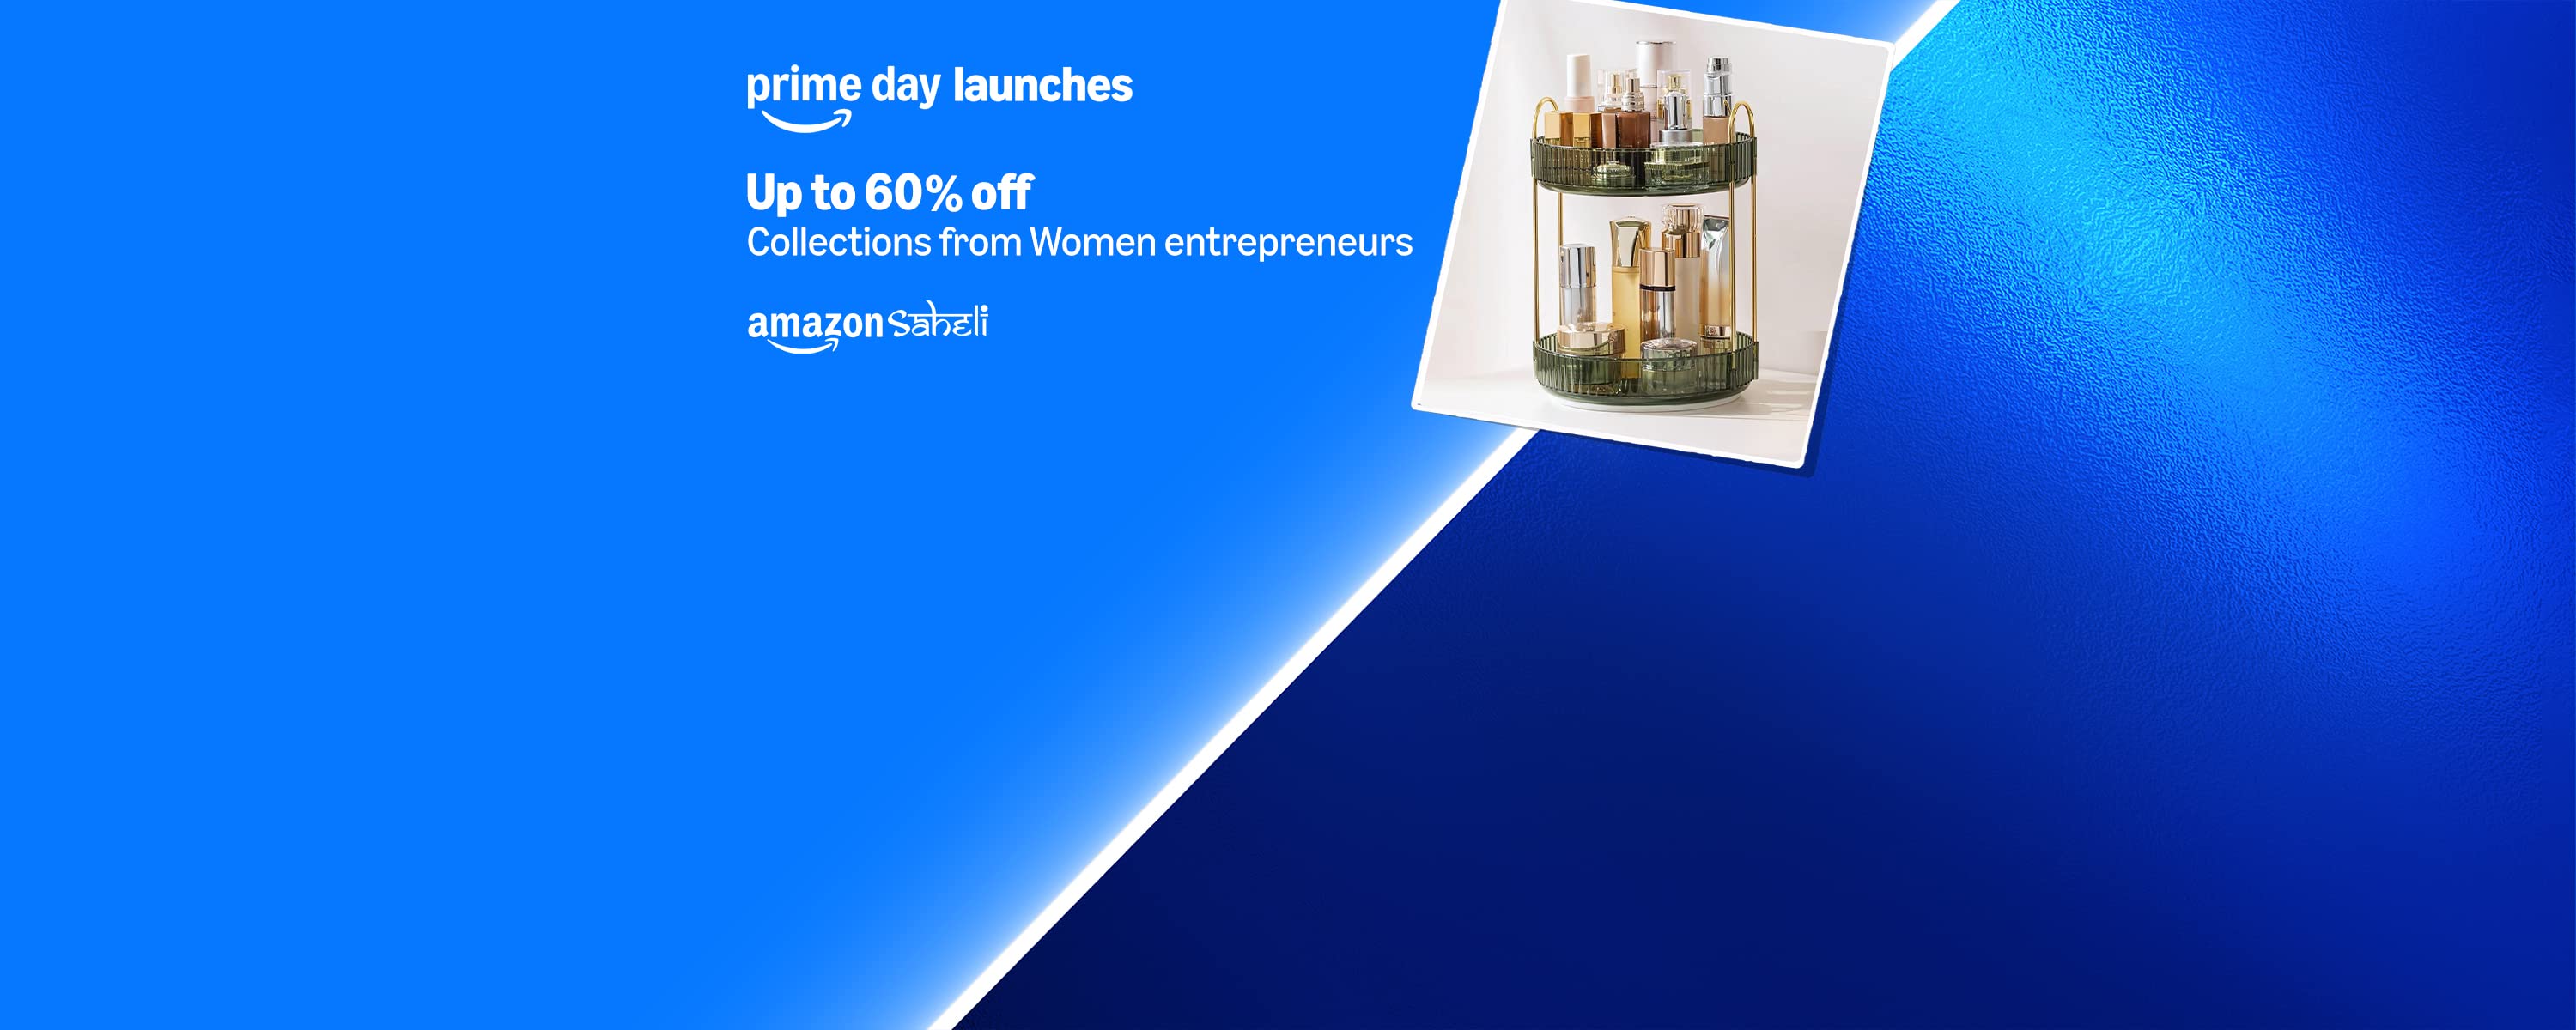 prime day launches
Up to 60% off
Collections from Women entrepreneurs
amazon Saheli